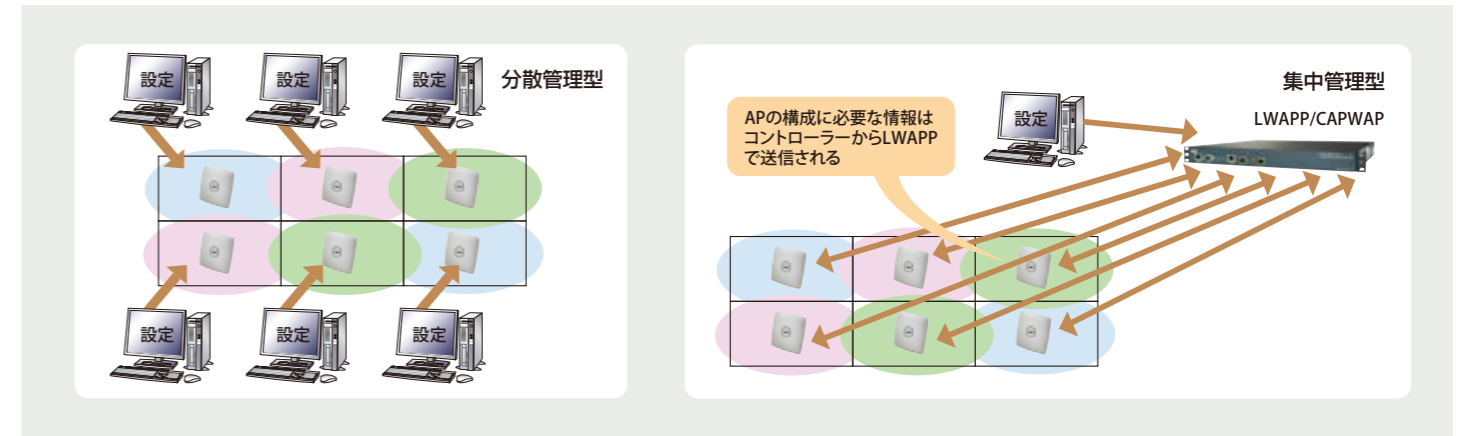 設定
設定
設定
分散管理型
設定
設定
設定
集中管理型
LWAPP/CAPWAP
設定
APの構成に必要な情報は
コントローラーからLWAPP
で送信される